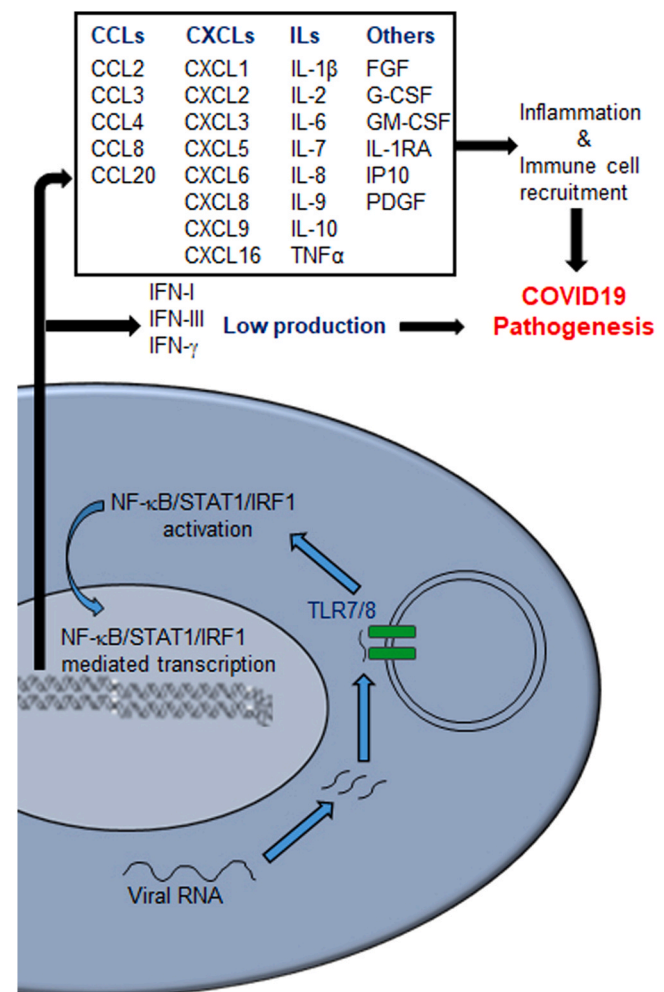 CCLs CXCLs ILs Others
CCL2 CXCL1 IL-1β FGF
CCL3 CXCL2 IL-2 G-CSF
CCL4 CXCL3 IL-6 GM-CSF
CCL8 CXCL5 IL-7 IL-1RA
CCL20 CXCL6 IL-8 IP10
CXCL8 IL-9 PDGF
CXCL9 IL-10
CXCL16 TNFα
Inflammation
&
Immune cell
recruitment
IFN-I
IFN-III
IFN-γ
Low production
COVID19
Pathogenesis
NF-κB/STAT1/IRF1
activation
TLR7/8
NF-κB/STAT1/IRF1
mediated transcription
Viral RNA